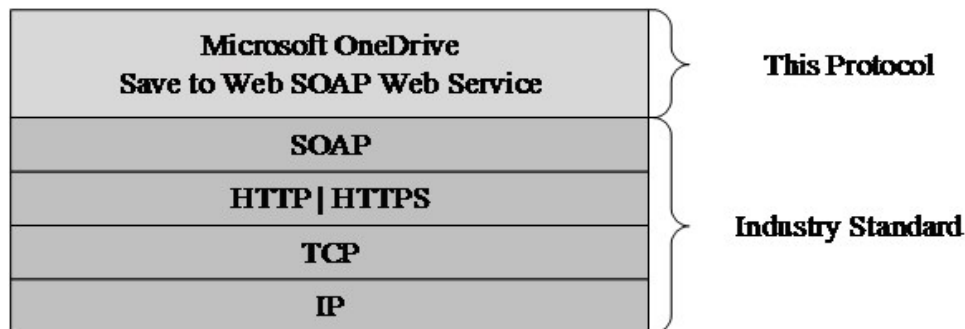 Microsoft OneDrive
Save to Web SOAP Web Service
This Protocol
SOAP
HTTP | HTTPS
TCP
IP
Industry Standard